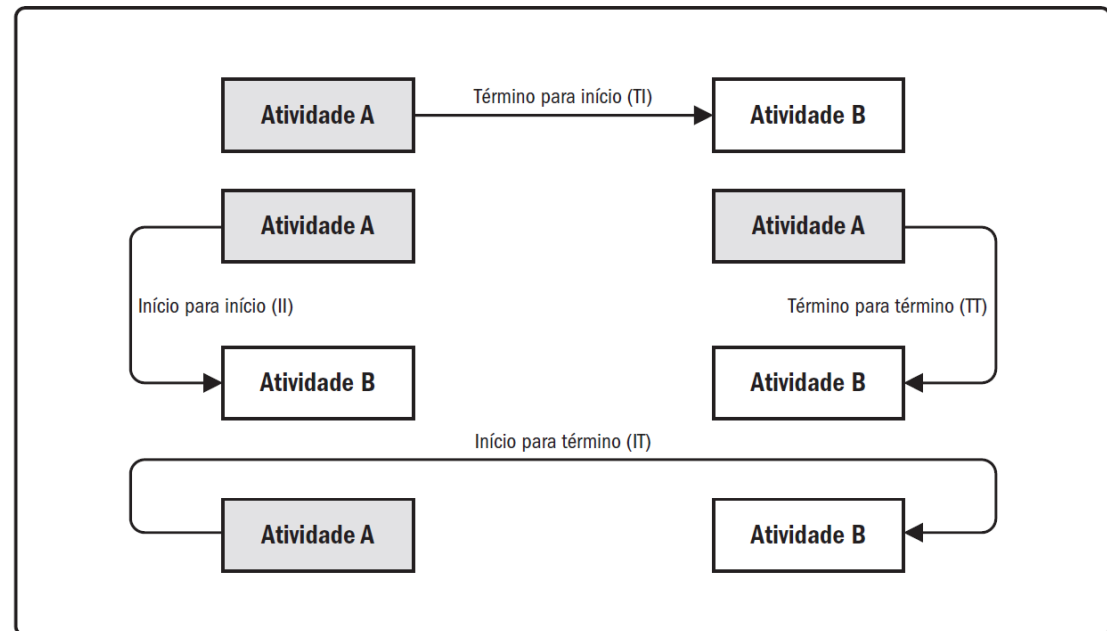 Atividade A
Término para início (TI)
Atividade B
Atividade A
Atividade A
Início para início (II)
Término para término (TT)
Atividade B
Atividade B
Início para término (IT)
Atividade A
Atividade B